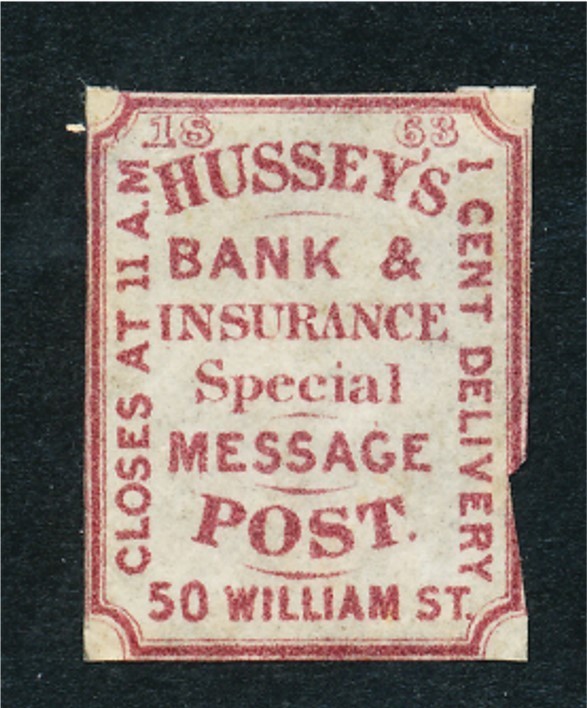 18 63
HUSSEY'S
BANK &
INSURANCE
Special
MESSAGE
POST.
50 WILLIAM ST.
CLOSES AT 11 A.M
1 CENT DELIVERY